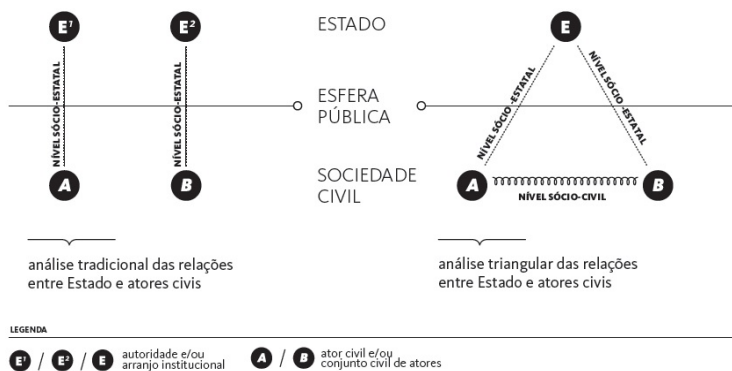 E¹ E² ESTADO E
NÍVEL SÓCIO-ESTATAL
NÍVEL SÓCIO-ESTATAL
ESFERA
PÚBLICA
NÍVEL SÓCIO-ESTATAL
NÍVEL SÓCIO-ESTATAL
A B SOCIEDADE
CIVIL
A B
NÍVEL SÓCIO-CIVIL
análise tradicional das relações
entre Estado e atores civis
análise triangular das relações
entre Estado e atores civis
LEGENDA
E¹ / E² / E autoridade e/ou
arranjo institucional
A / B ator civil e/ou
conjunto civil de atores